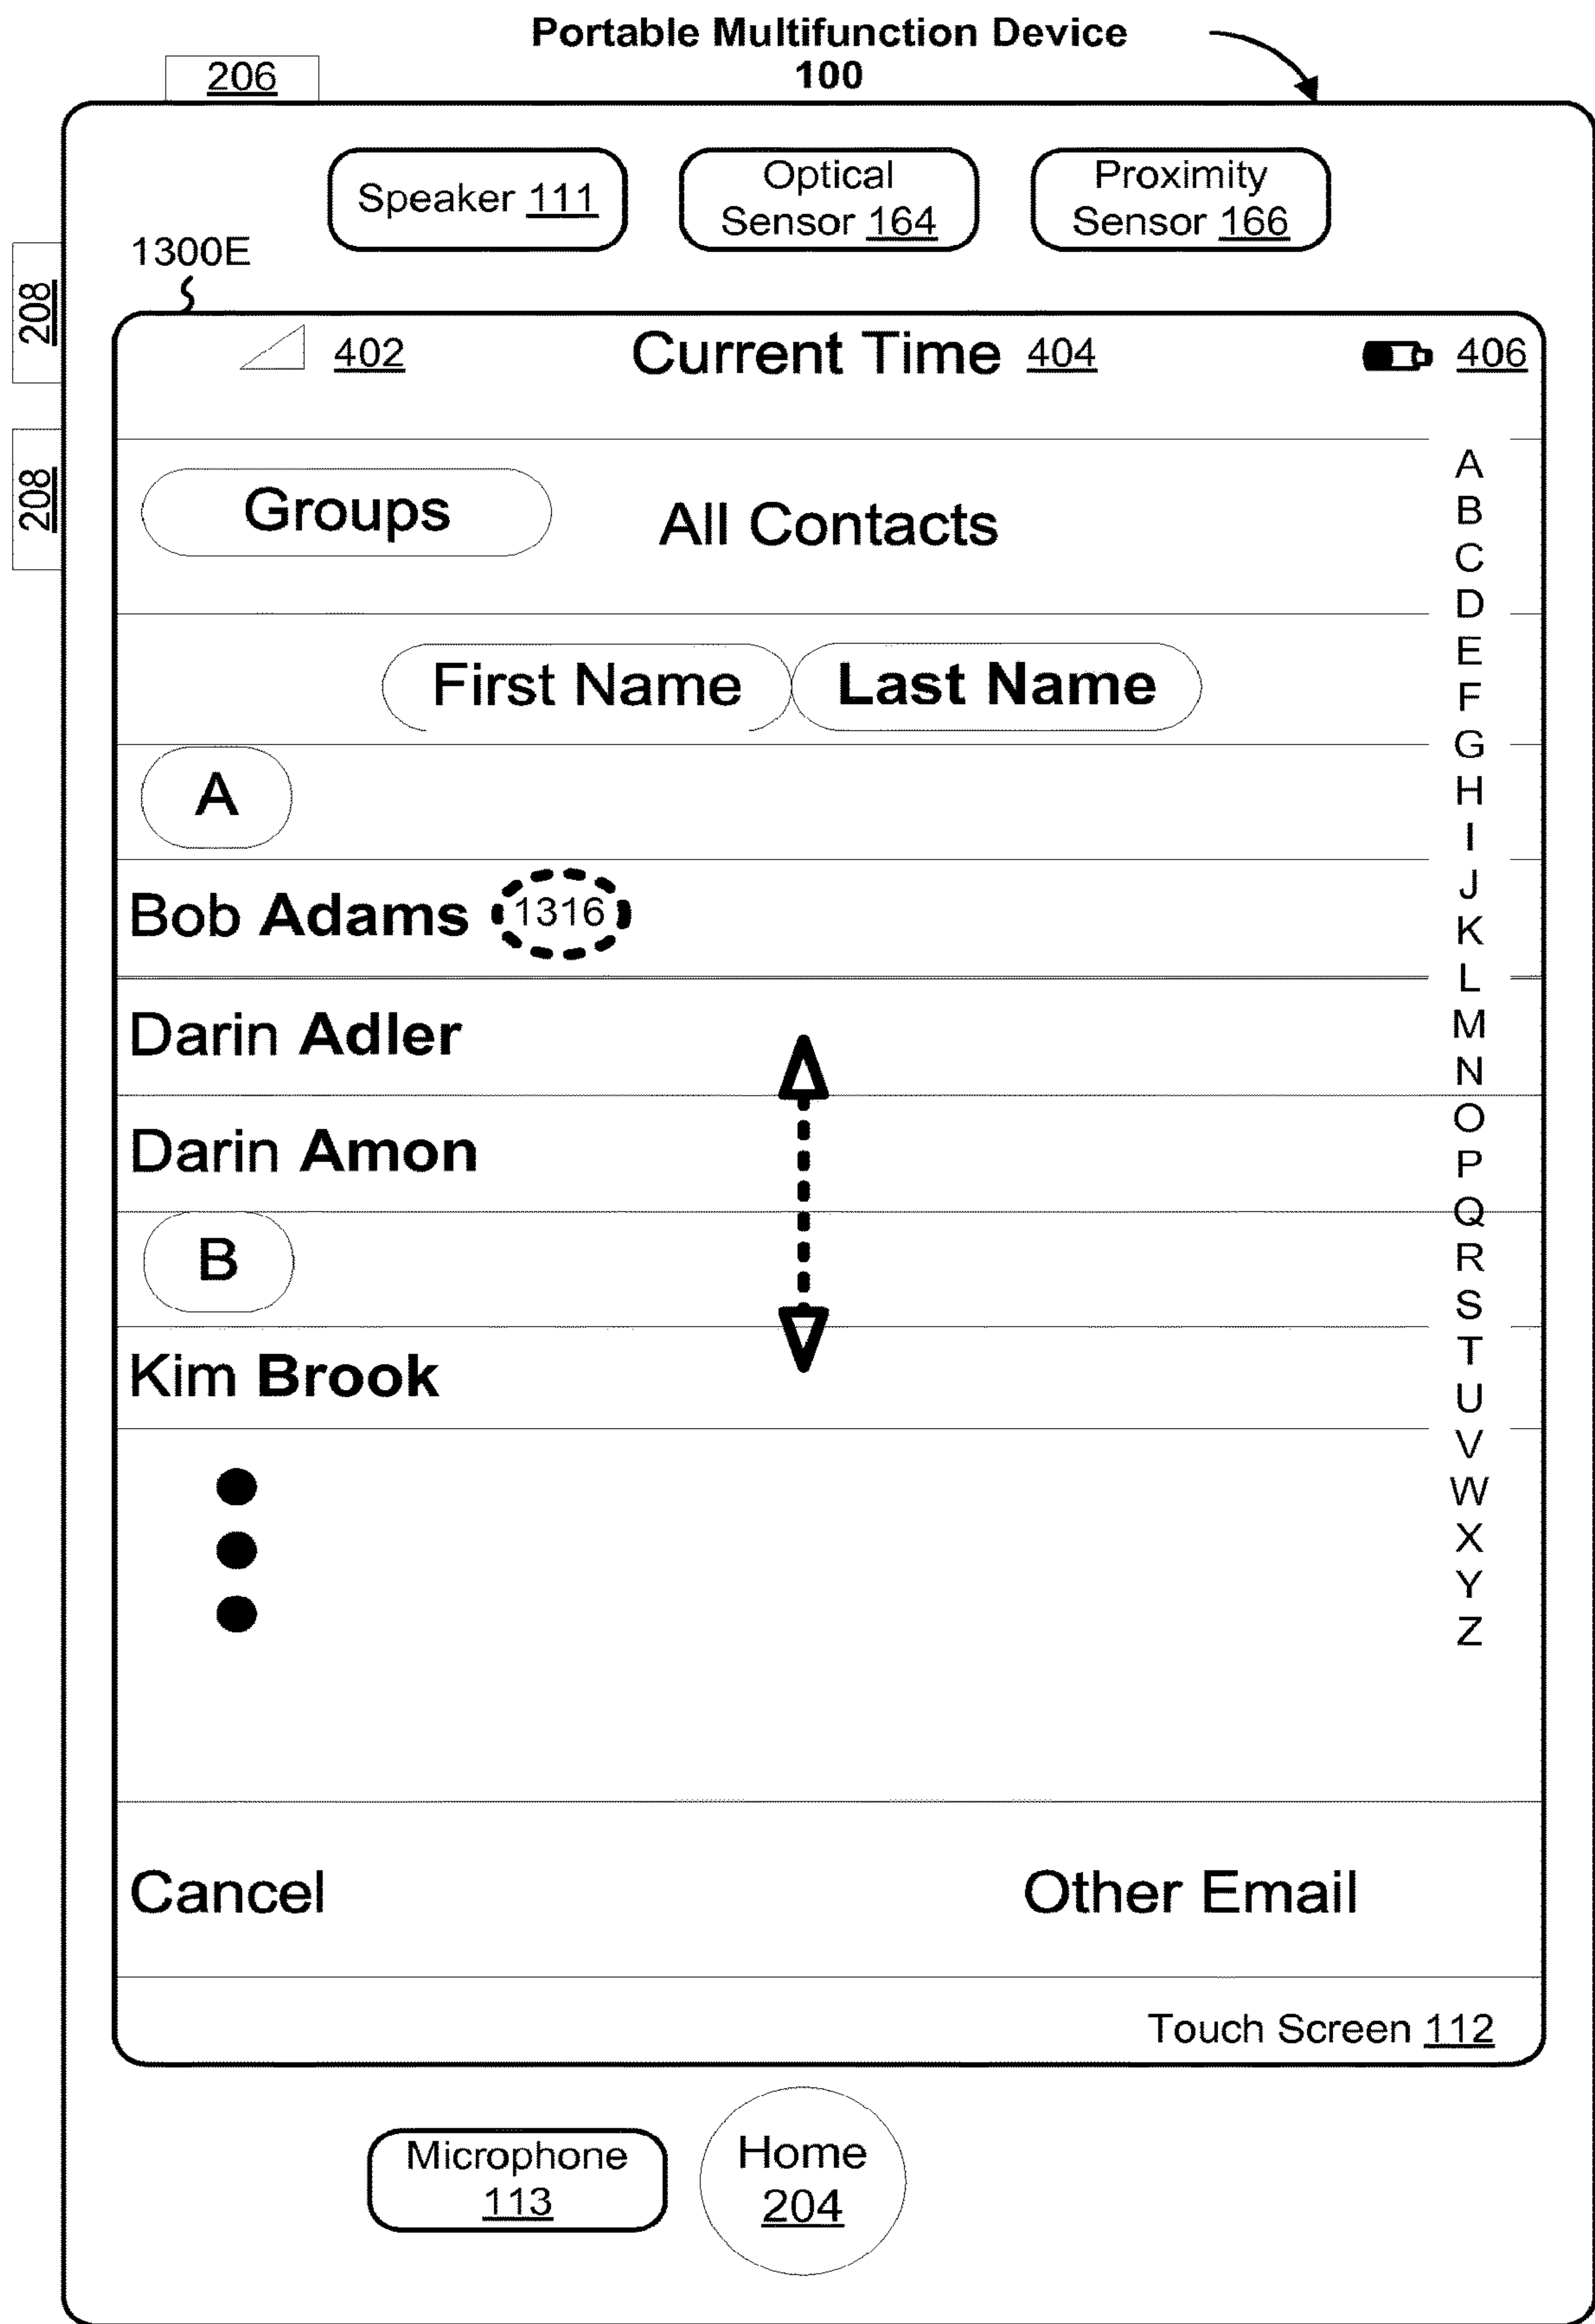 Portable Multifunction Device
100
206
Speaker 111
Optical
Sensor 164
Proximity
Sensor 166
1300E
208
208
402
Current Time 404
406
Groups
All Contacts
First Name
Last Name
A
Bob Adams 1316
Darin Adler
Darin Amon
B
Kim Brook
A
B
C
D
E
F
G
H
I
J
K
L
M
N
O
P
Q
R
S
T
U
V
W
X
Y
Z
Cancel
Other Email
Touch Screen 112
Microphone
113
Home
204